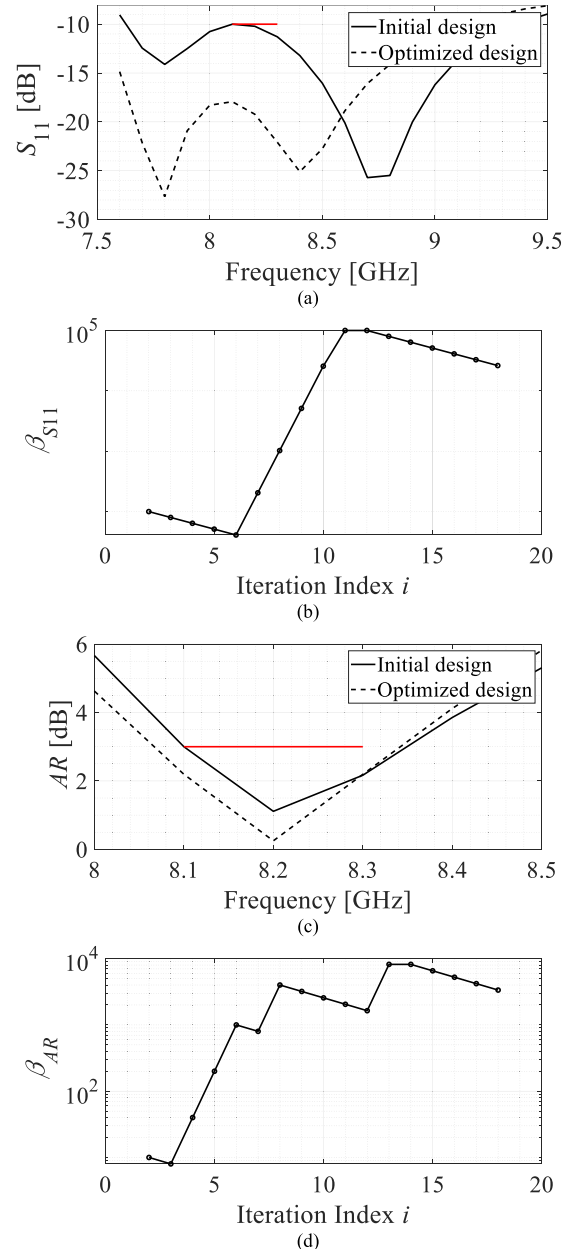 -10
-15
-20
-25
-30
S11 [dB]
Initial design
Optimized design
7.5 8 8.5 9 9.5
Frequency [GHz]
(a)
10^5
β_S11
0 5 10 15 20
Iteration Index i
(b)
6
4
2
0
AR [dB]
Initial design
Optimized design
8 8.1 8.2 8.3 8.4 8.5
Frequency [GHz]
(c)
10^4
10^2
β_AR
0 5 10 15 20
Iteration Index i
(d)